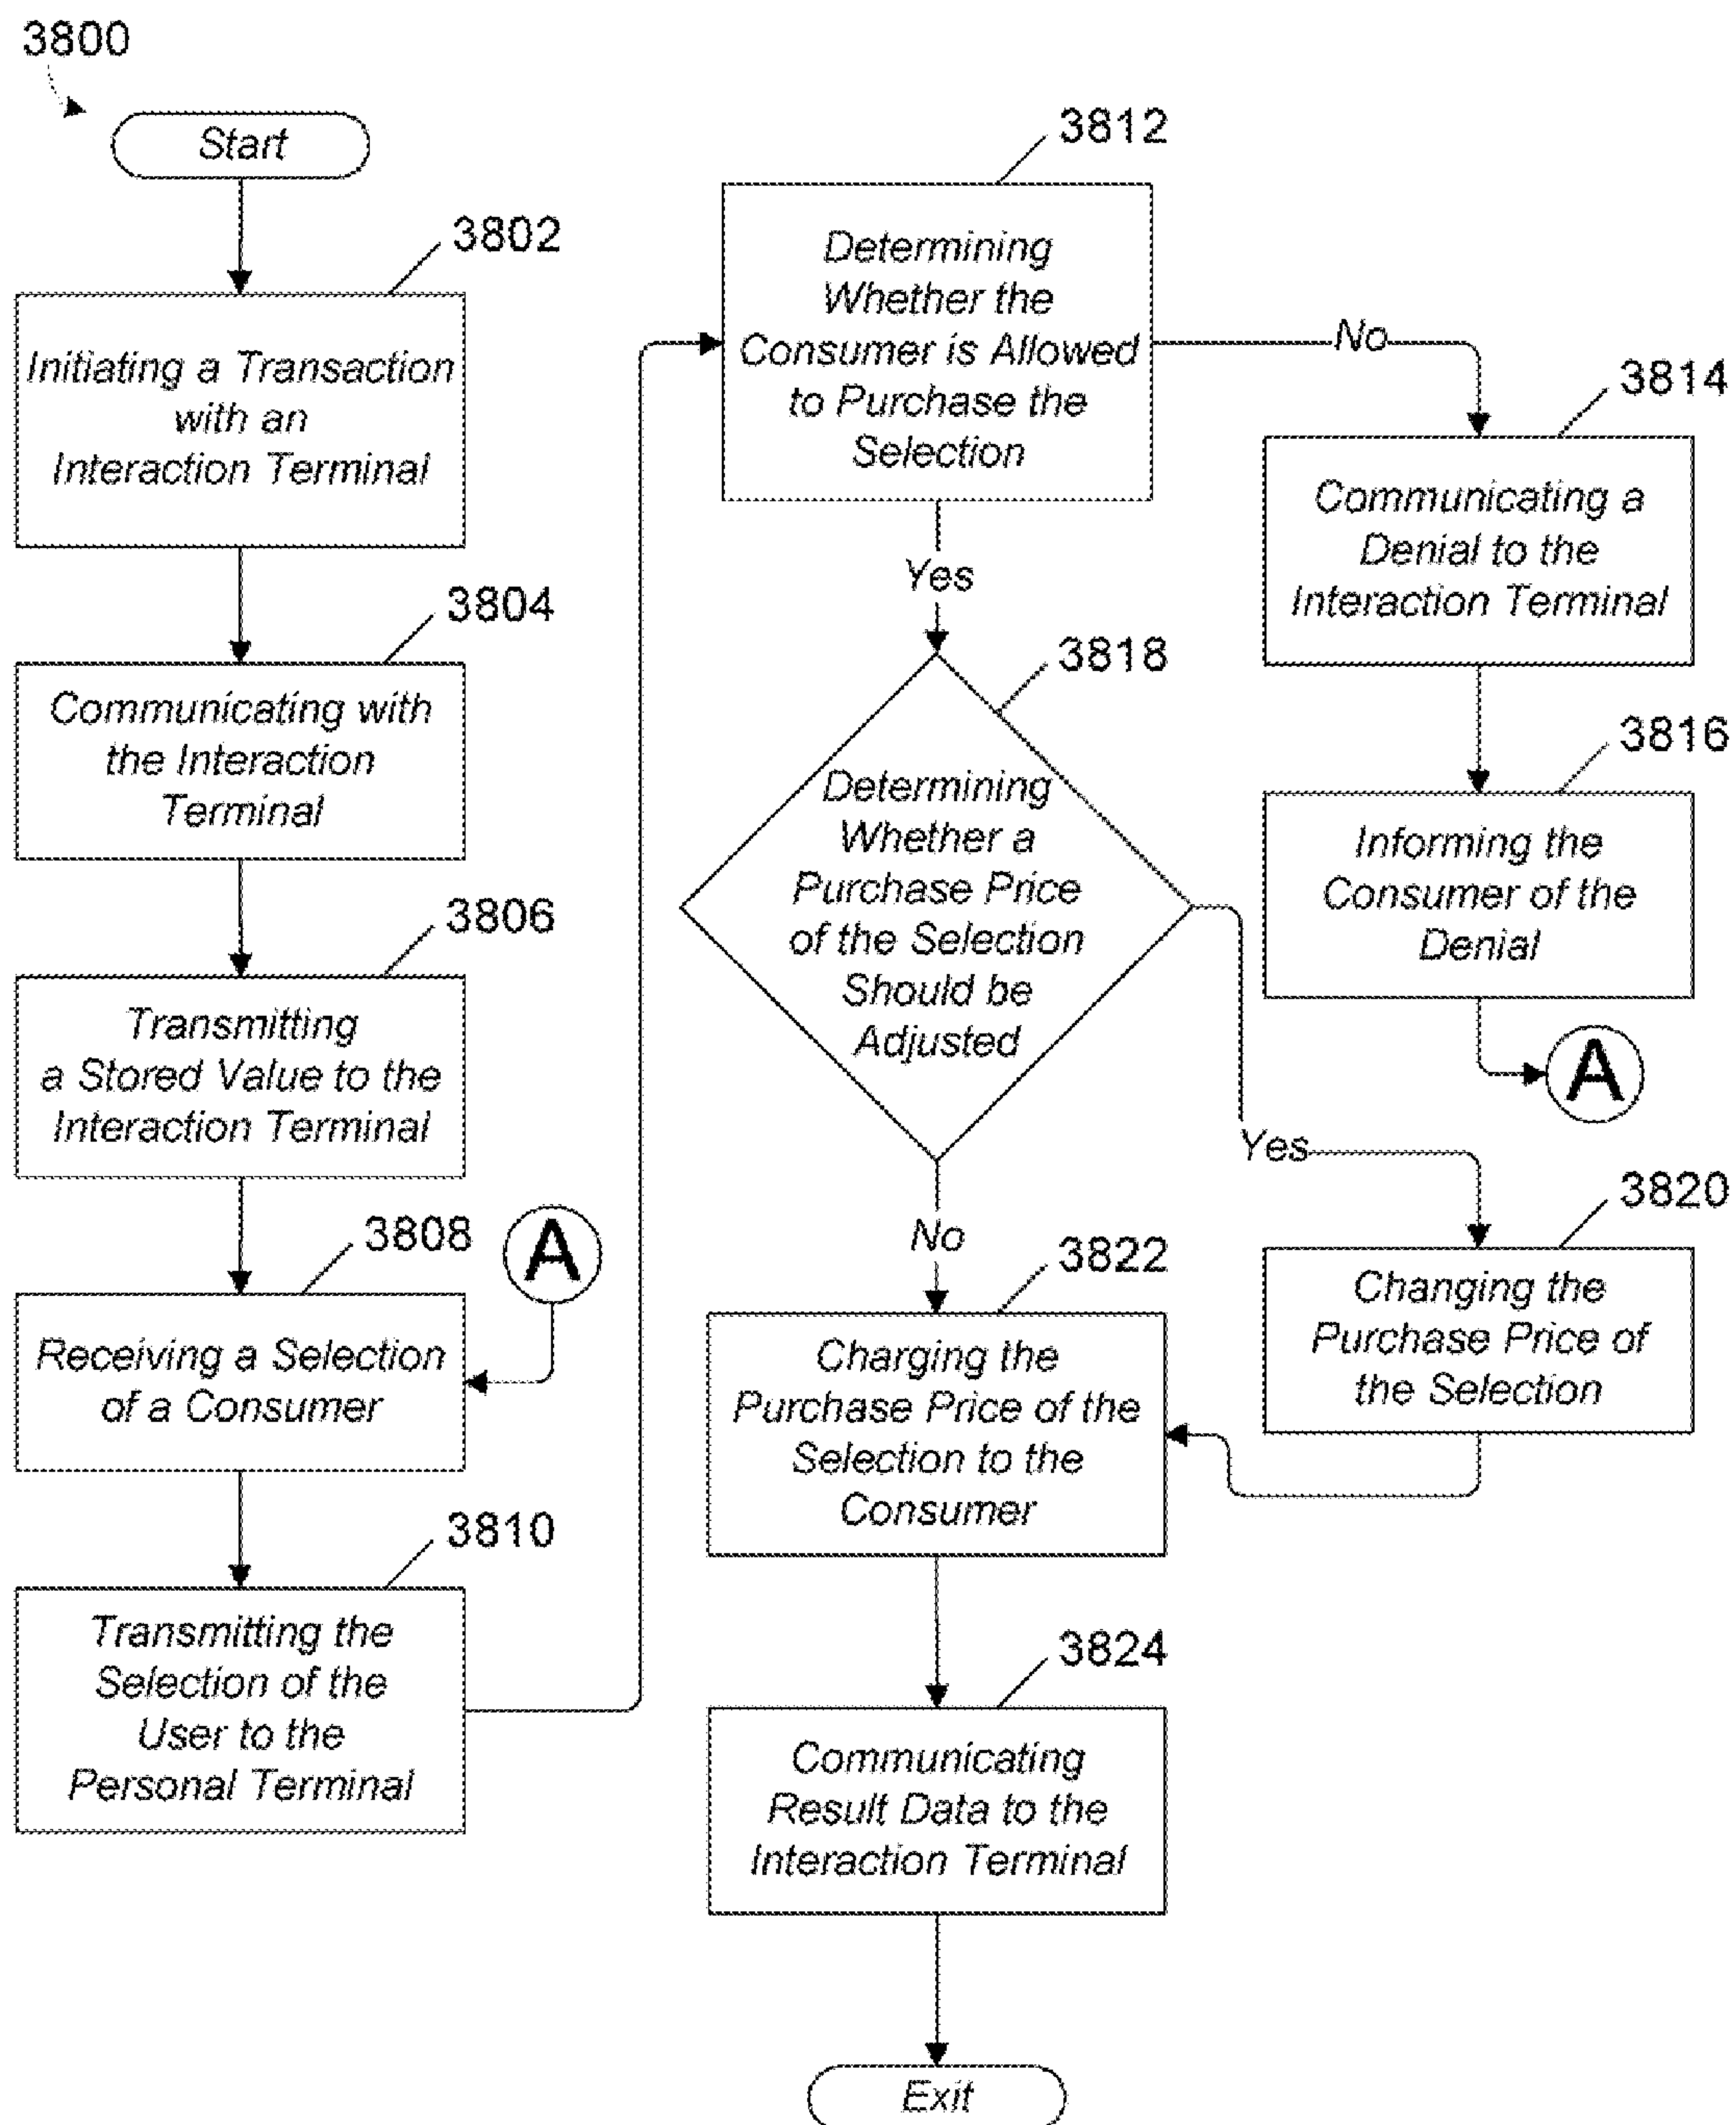 3800
Start
3802
Initiating a Transaction
with an
Interaction Terminal
3804
Communicating with
the Interaction
Terminal
3806
Transmitting
a Stored Value to the
Interaction Terminal
3808
A
Receiving a Selection
of a Consumer
3810
Transmitting the
Selection of the
User to the
Personal Terminal
3812
Determining
Whether the
Consumer is Allowed
to Purchase the
Selection
No
Yes
3814
Communicating a
Denial to the
Interaction Terminal
3816
Informing the
Consumer of the
Denial
A
3818
Determining
Whether a
Purchase Price
of the Selection
Should be
Adjusted
Yes
No
3820
Changing the
Purchase Price of
the Selection
3822
Charging the
Purchase Price of the
Selection to the
Consumer
3824
Communicating
Result Data to the
Interaction Terminal
Exit